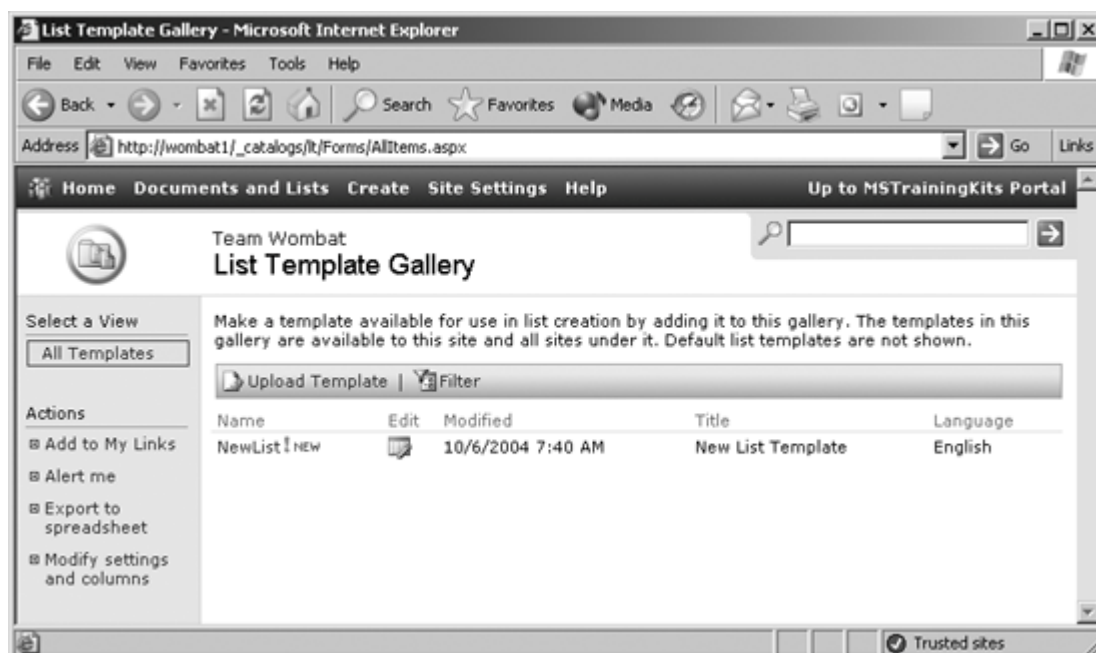 List Template Gallery - Microsoft Internet Explorer
File Edit View Favorites Tools Help
Back Search Favorites Media
Address http://wombat1/_catalogs/lt/Forms/AllItems.aspx Go Links
Home Documents and Lists Create Site Settings Help Up to MSTrainingKits Portal
Team Wombat
List Template Gallery
Select a View
All Templates
Actions
Add to My Links
Alert me
Export to
spreadsheet
Modify settings
and columns
Make a template available for use in list creation by adding it to this gallery. The templates in this
gallery are available to this site and all sites under it. Default list templates are not shown.
Upload Template | Filter
Name Edit Modified Title Language
NewList ! NEW 10/6/2004 7:40 AM New List Template English
Trusted sites